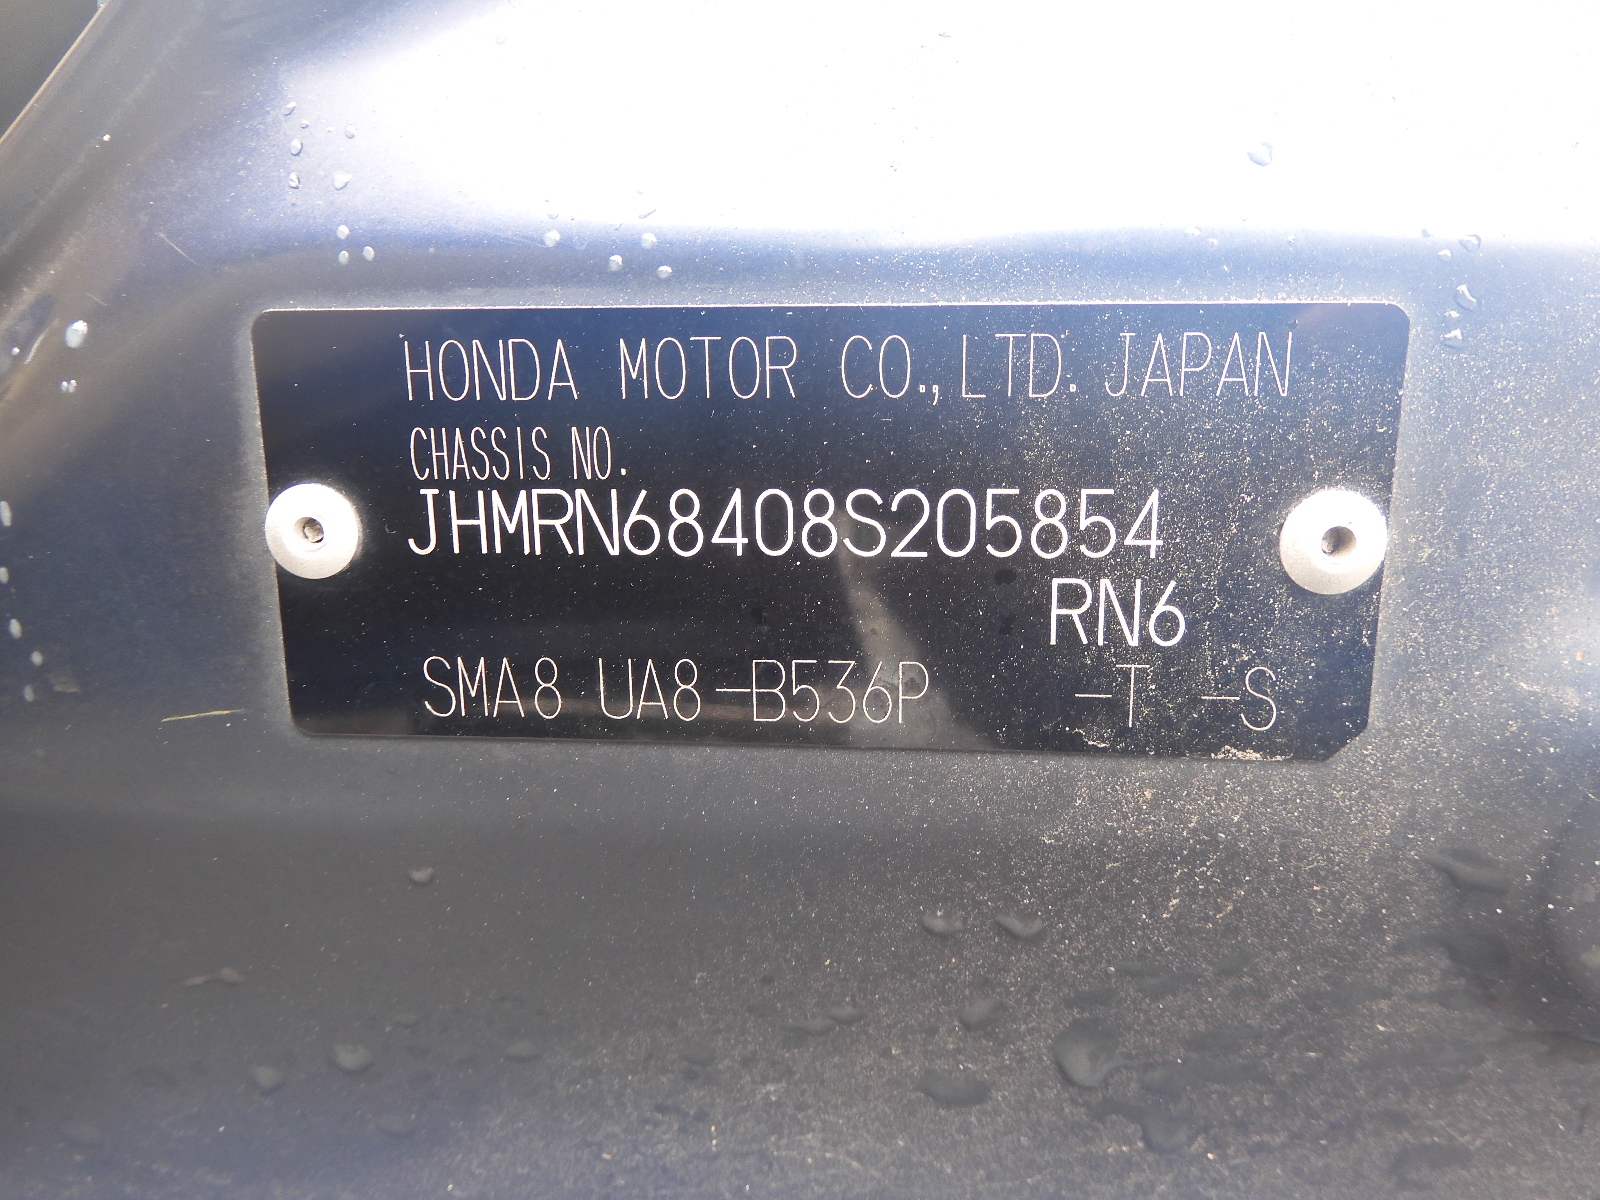 HONDA MOTOR CO.,LTD. JAPAN
CHASSIS NO.
JHMRN68408S205854
RN6
SMA8 UA8-B536P -T -S